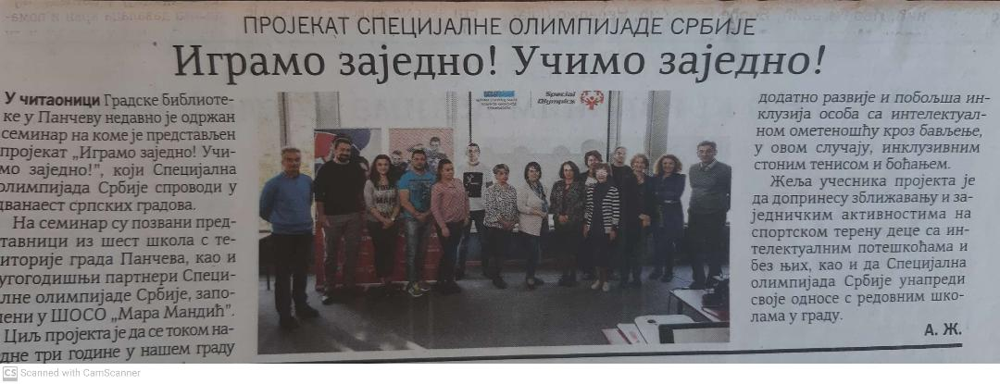 ПРОЈЕКАТ СПЕЦИЈАЛНЕ ОЛИМПИЈАДЕ СРБИЈЕ
Играмо заједно! Учимо заједно!
У читаоници Градске библиоте-
ке у Панчеву недавно је одржан
семинар на коме је представљен
пројекат „Играмо заједно! Учи-
мо заједно!”, који Специјална
олимпијада Србије спроводи у
дванаест српских градова.
На семинар су позвани пред-
ставници из шест школа с те-
риторије града Панчева, као и
угогодишњи партнери Специ-
лне олимпијаде Србије, запо-
лени у ШОСО „Мара Мандић”.
Циљ пројекта је да се током на-
дне три године у нашем граду
Special
Olympics
додатно развије и побољша ин-
клузија особа са интелектуал-
ном ометеношћу кроз бављење,
у овом случају, инклузивним
стоним тенисом и боћањем.
Жеља учесника пројекта је
да допринесу зближавању и за-
једничким активностима на
спортском терену деце са ин-
телектуалним потешкоћама и
без њих, као и да Специјална
олимпијада Србије унапреди
своје односе с редовним шко-
лама у граду.
А. Ж.
CS Scanned with CamScanner